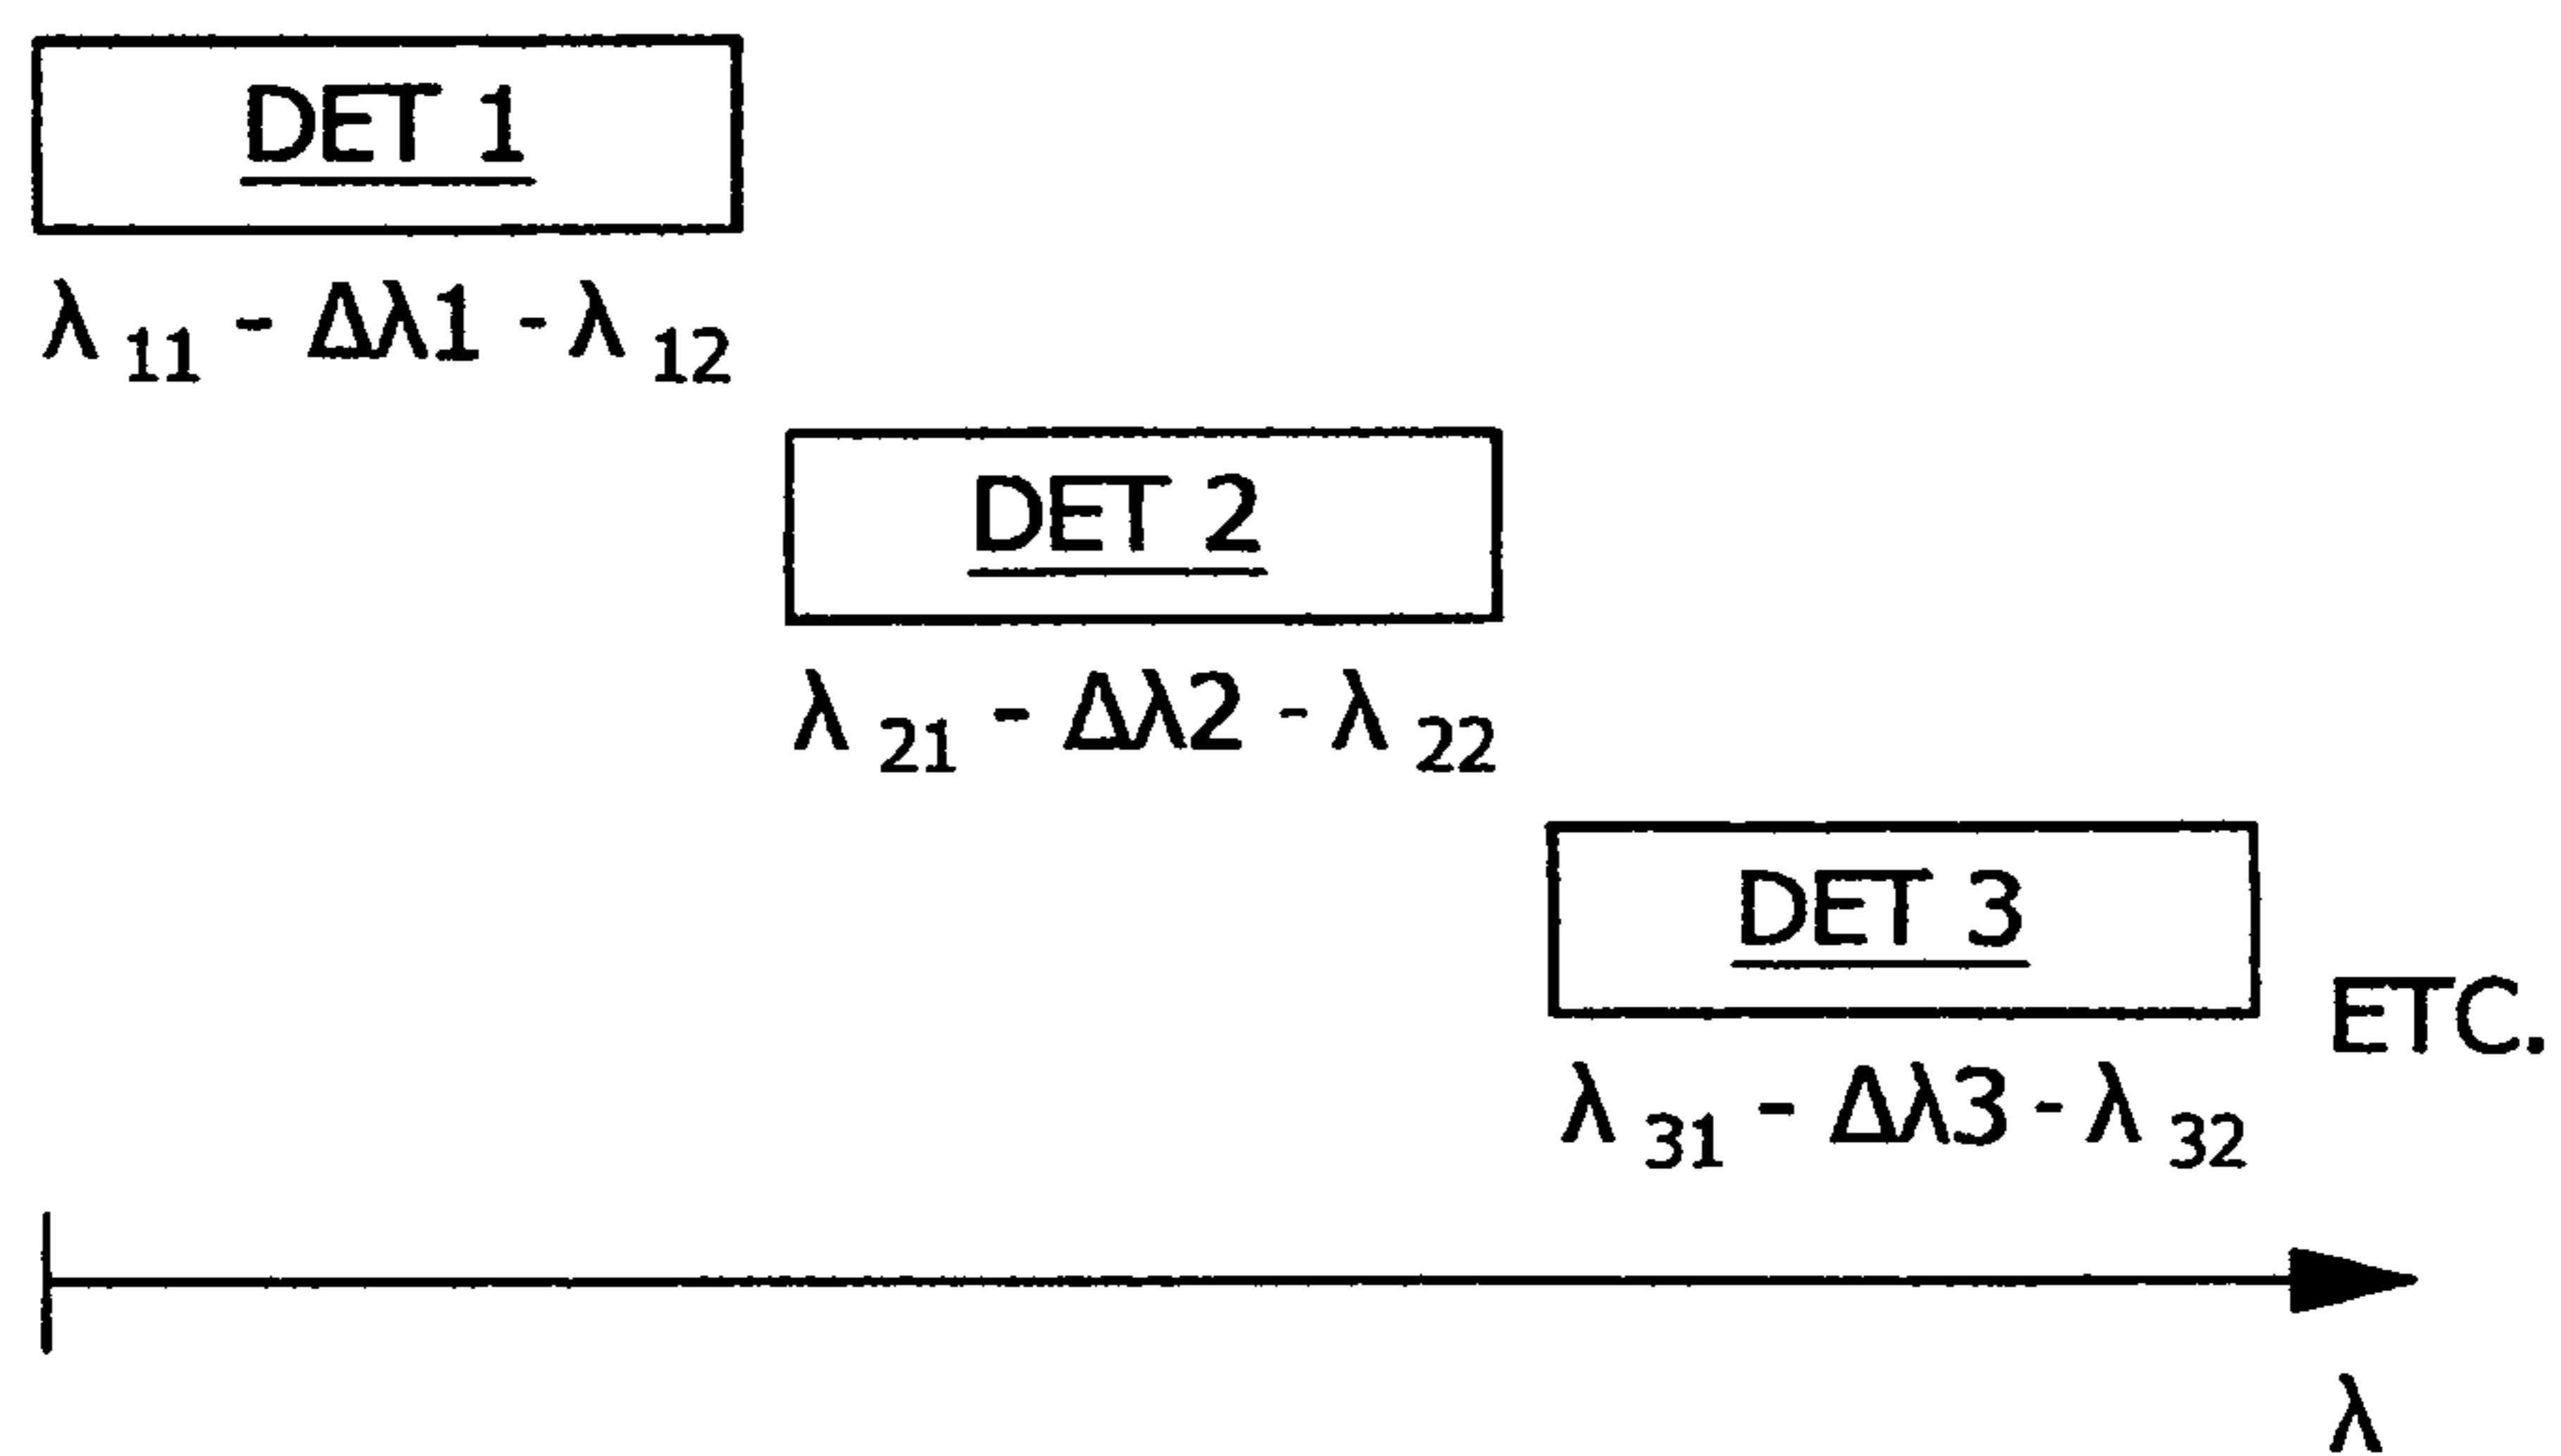 DET 1
λ 11 - Δλ1 - λ 12
DET 2
λ 21 - Δλ2 - λ 22
DET 3
ETC.
λ 31 - Δλ3 - λ 32
λ